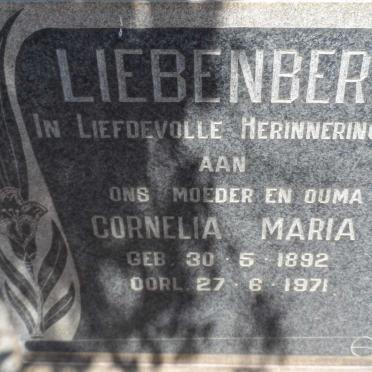 LIEBENBER
IN LIEFDEVOLLE HERINNERING
AAN
ONS MOEDER EN OUMA
CORNELIA MARIA
GEB. 30·5·1892
OORL. 27·6·1971